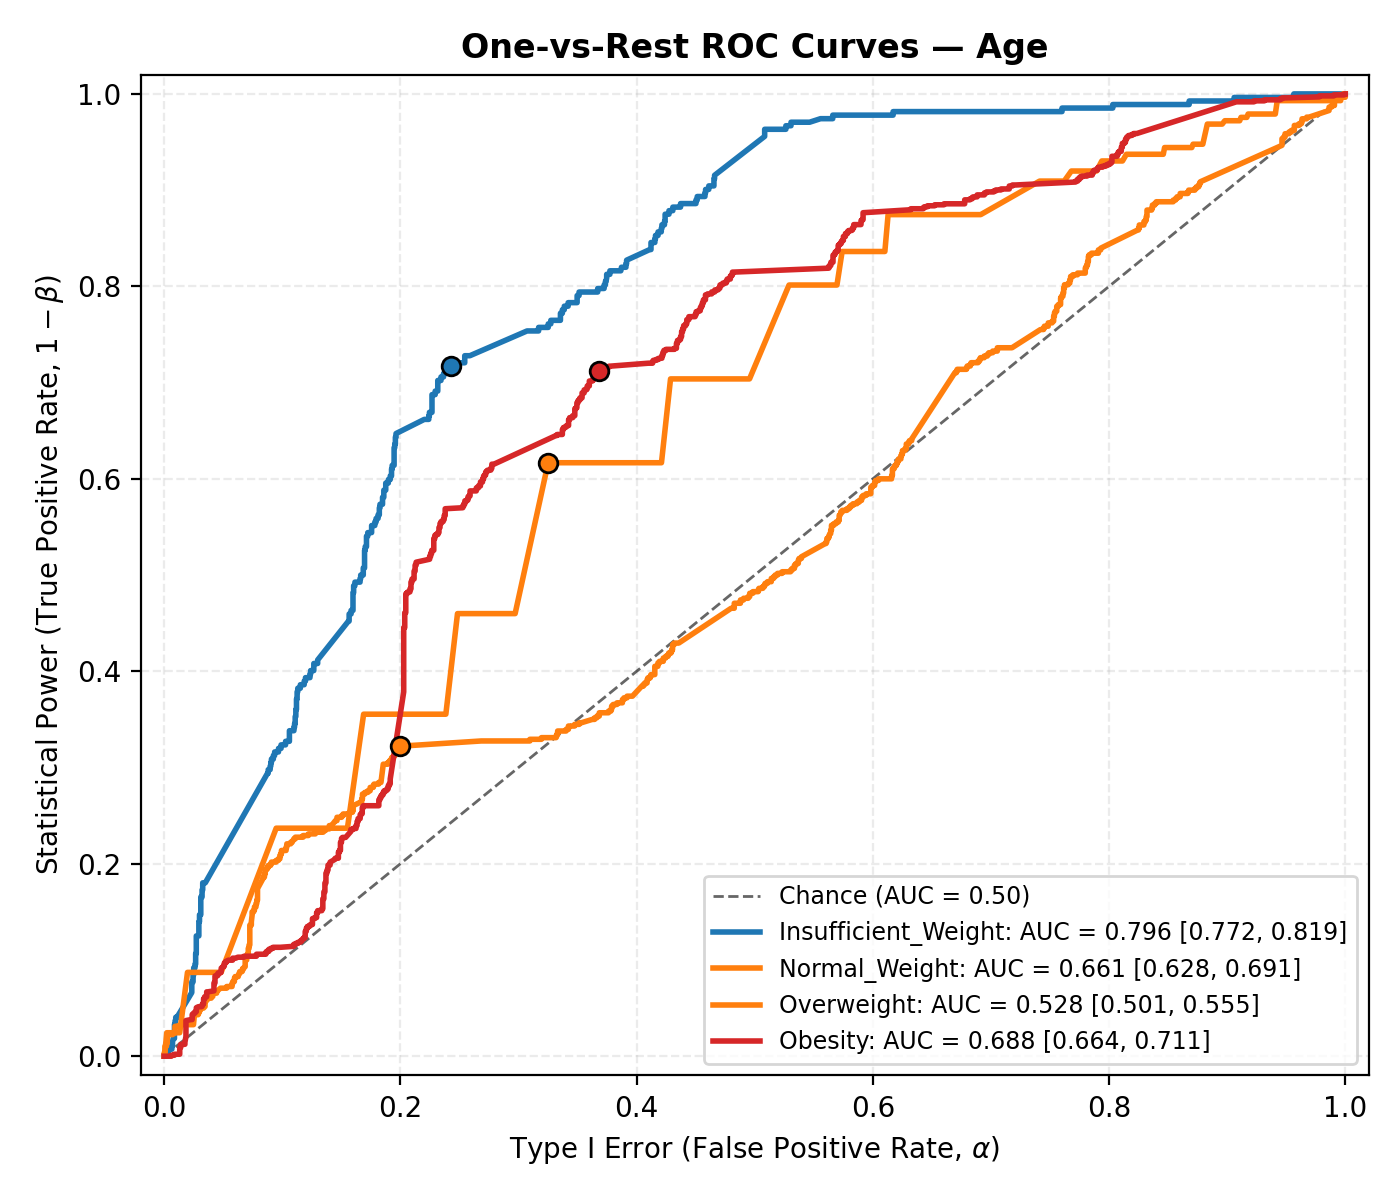 One-vs-Rest ROC Curves — Age
Statistical Power (True Positive Rate, 1 − β)
1.0
0.8
0.6
0.4
0.2
0.0
Chance (AUC = 0.50)
Insufficient_Weight: AUC = 0.796 [0.772, 0.819]
Normal_Weight: AUC = 0.661 [0.628, 0.691]
Overweight: AUC = 0.528 [0.501, 0.555]
Obesity: AUC = 0.688 [0.664, 0.711]
0.0 0.2 0.4 0.6 0.8 1.0
Type I Error (False Positive Rate, α)